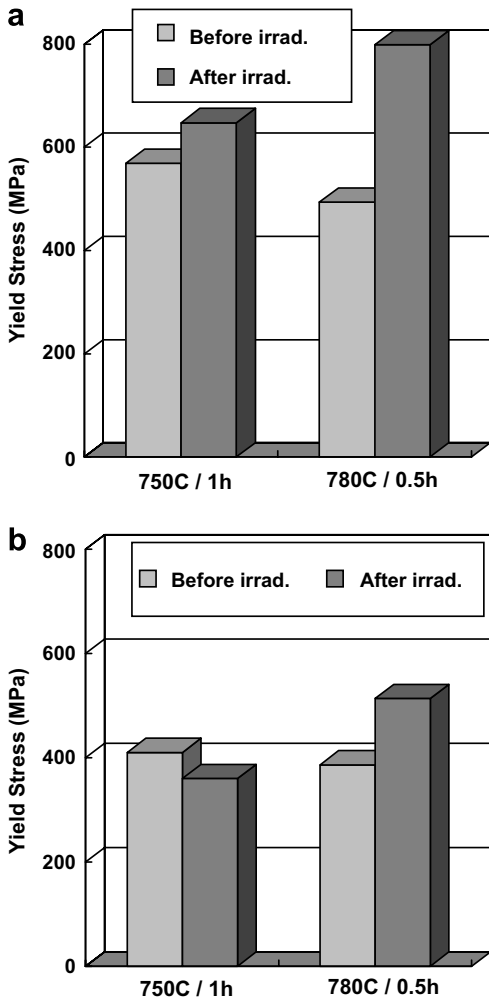 a
Before irrad.
After irrad.
Yield Stress (MPa)
800
600
400
200
0
750C / 1h
780C / 0.5h
b
Before irrad.
After irrad.
Yield Stress (MPa)
800
600
400
200
0
750C / 1h
780C / 0.5h